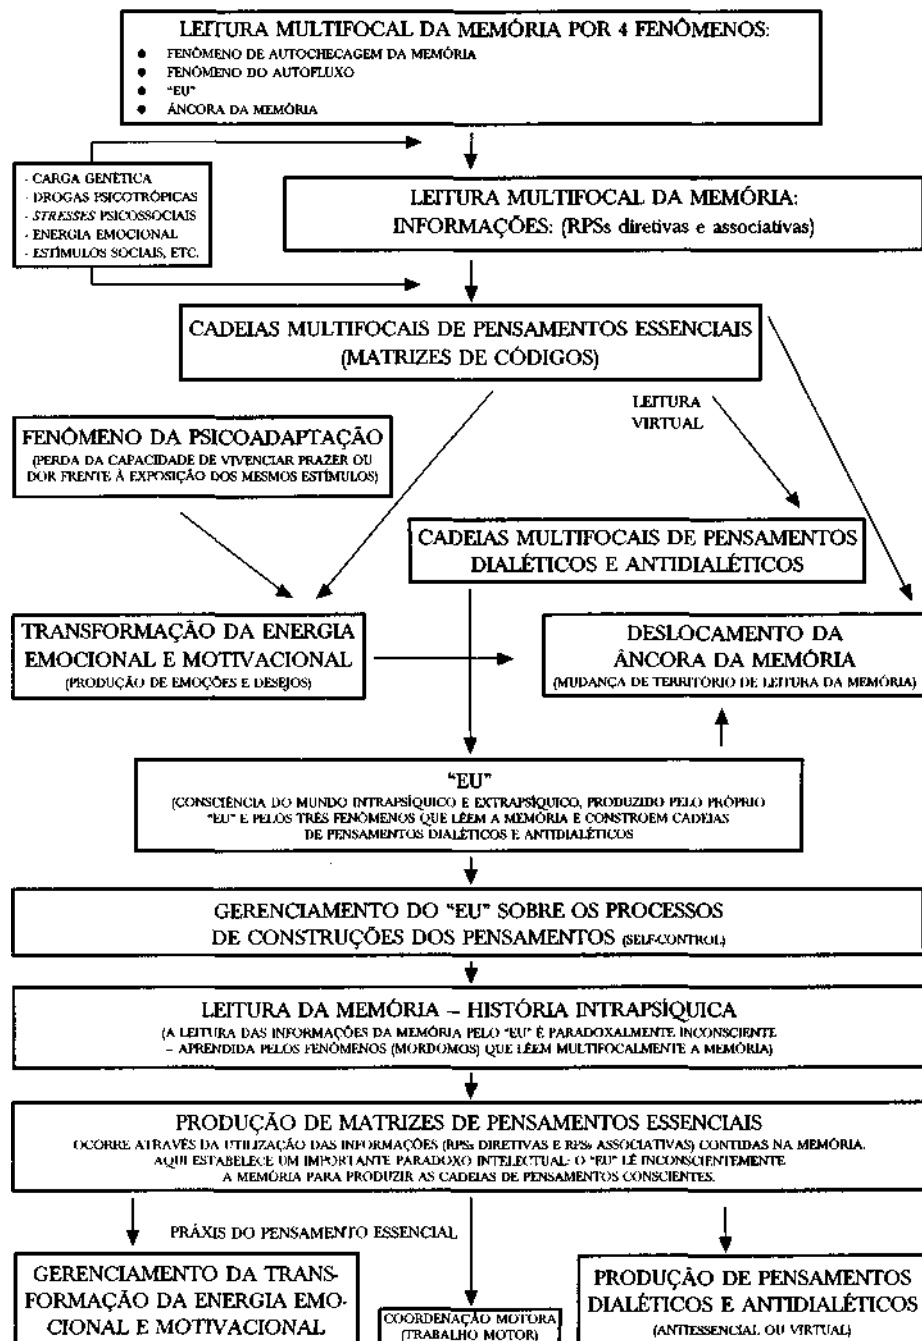 LEITURA MULTIFOCAL DA MEMÓRIA POR 4 FENÔMENOS:
● FENÔMENO DE AUTOCHECAGEM DA MEMÓRIA
● FENÔMENO DO AUTOFLUXO
● "EU"
● ÂNCORA DA MEMÓRIA
- CARGA GENÉTICA
- DROGAS PSICOTRÓPICAS
- STRESSES PSICOSSOCIAIS
- ENERGIA EMOCIONAL
- ESTÍMULOS SOCIAIS, ETC.
LEITURA MULTIFOCAL DA MEMÓRIA:
INFORMAÇÕES: (RPSs diretivas e associativas)
CADEIAS MULTIFOCAIS DE PENSAMENTOS ESSENCIAIS
(MATRIZES DE CÓDIGOS)
LEITURA
VIRTUAL
FENÔMENO DA PSICOADAPTAÇÃO
(PERDA DA CAPACIDADE DE VIVENCIAR PRAZER OU
DOR FRENTE À EXPOSIÇÃO DOS MESMOS ESTÍMULOS)
CADEIAS MULTIFOCAIS DE PENSAMENTOS
DIALÉTICOS E ANTIDIALÉTICOS
TRANSFORMAÇÃO DA ENERGIA
EMOCIONAL E MOTIVACIONAL
(PRODUÇÃO DE EMOÇÕES E DESEJOS)
DESLOCAMENTO DA
ÂNCORA DA MEMÓRIA
(MUDANÇA DE TERRITÓRIO DE LEITURA DA MEMÓRIA)
"EU"
(CONSCIÊNCIA DO MUNDO INTRAPSÍQUICO E EXTRAPSÍQUICO, PRODUZIDO PELO PRÓPRIO
"EU" E PELOS TRÊS FENÔMENOS QUE LÊEM A MEMÓRIA E CONSTROEM CADEIAS
DE PENSAMENTOS DIALÉTICOS E ANTIDIALÉTICOS
GERENCIAMENTO DO "EU" SOBRE OS PROCESSOS
DE CONSTRUÇÕES DOS PENSAMENTOS (SELF-CONTROL)
LEITURA DA MEMÓRIA – HISTÓRIA INTRAPSÍQUICA
(A LEITURA DAS INFORMAÇÕES DA MEMÓRIA PELO "EU" É PARADOXALMENTE INCONSCIENTE
– APRENDIDA PELOS FENÔMENOS (MORDOMOS) QUE LÊEM MULTIFOCALMENTE A MEMÓRIA)
PRODUÇÃO DE MATRIZES DE PENSAMENTOS ESSENCIAIS
OCORRE ATRAVÉS DA UTILIZAÇÃO DAS INFORMAÇÕES (RPSs DIRETIVAS E RPSs ASSOCIATIVAS) CONTIDAS NA MEMÓRIA.
AQUI ESTABELECE UM IMPORTANTE PARADOXO INTELECTUAL: O "EU" LÊ INCONSCIENTEMENTE
A MEMÓRIA PARA PRODUZIR AS CADEIAS DE PENSAMENTOS CONSCIENTES.
PRÁXIS DO PENSAMENTO ESSENCIAL
GERENCIAMENTO DA TRANS-
FORMAÇÃO DA ENERGIA EMO-
CIONAL E MOTIVACIONAL
COORDENAÇÃO MOTORA
(TRABALHO MOTOR)
PRODUÇÃO DE PENSAMENTOS
DIALÉTICOS E ANTIDIALÉTICOS
(ANTIESSENCIAL OU VIRTUAL)